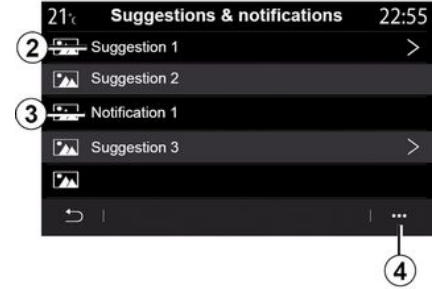 21°c Suggestions & notifications 22:55
2 Suggestion 1
Suggestion 2
3 Notification 1
Suggestion 3
4